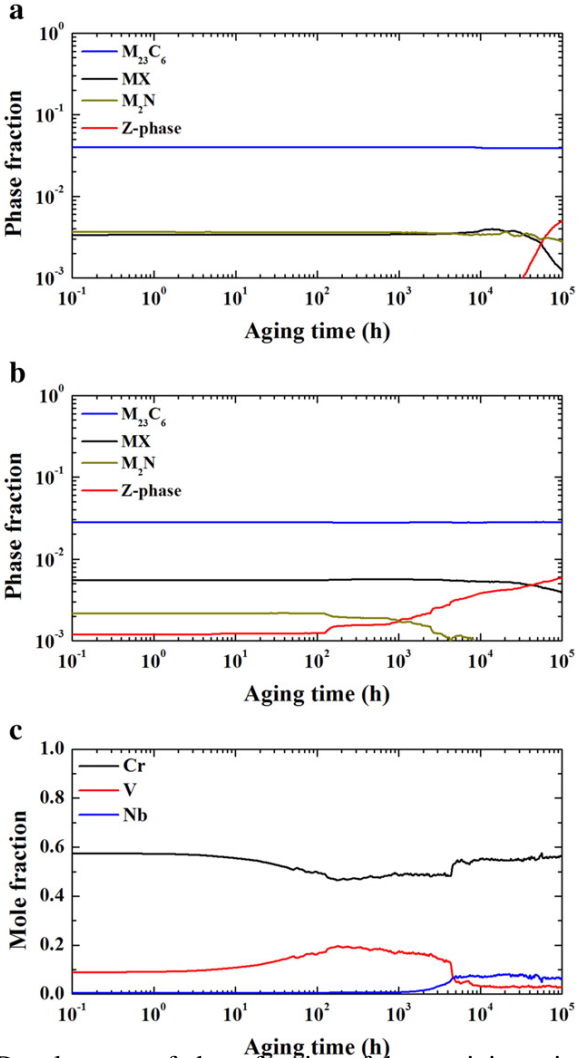 a
10^0
10^-1
10^-2
10^-3
Phase fraction
M23C6
MX
M2N
Z-phase
10^-1 10^0 10^1 10^2 10^3 10^4 10^5
Aging time (h)
b
10^0
10^-1
10^-2
10^-3
Phase fraction
M23C6
MX
M2N
Z-phase
10^-1 10^0 10^1 10^2 10^3 10^4 10^5
Aging time (h)
c
1.0
0.8
0.6
0.4
0.2
0.0
Mole fraction
Cr
V
Nb
10^-1 10^0 10^1 10^2 10^3 10^4 10^5
Aging time (h)